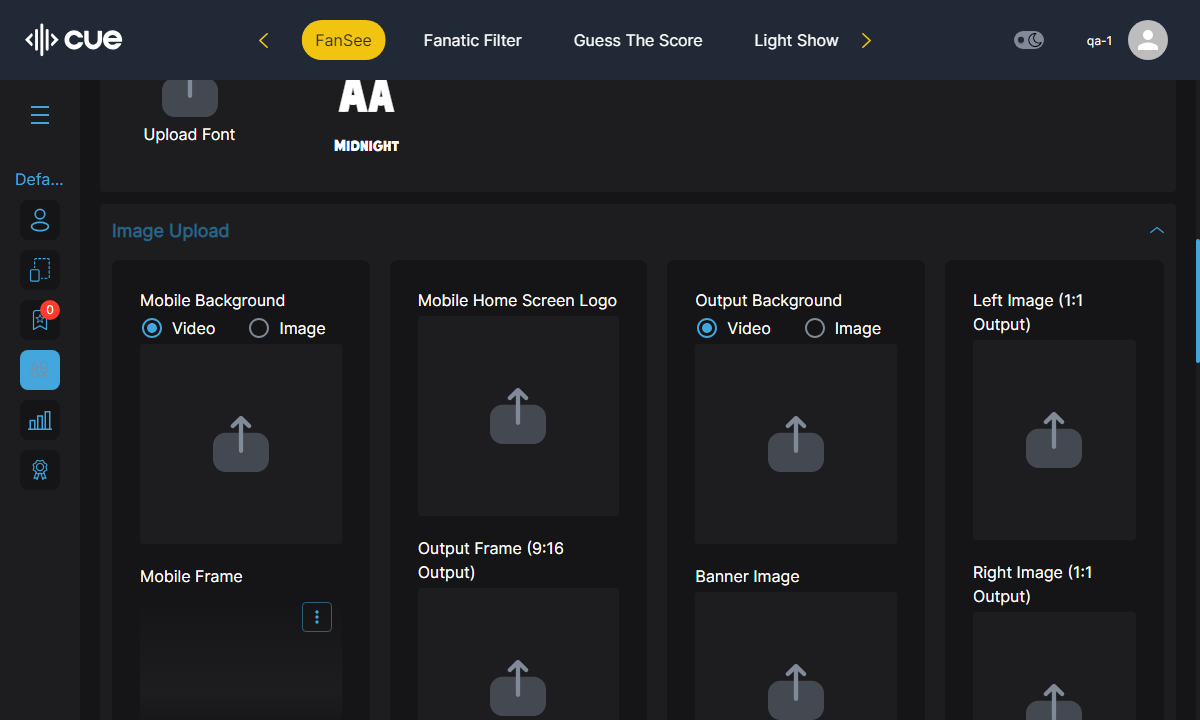 cue
FanSee
Fanatic Filter
Guess The Score
Light Show
qa-1
Upload Font
AA
MIDNIGHT
Defa...
0
Image Upload
Mobile Background
Video
Image
Mobile Home Screen Logo
Output Background
Video
Image
Left Image (1:1
Output)
Mobile Frame
Output Frame (9:16
Output)
Banner Image
Right Image (1:1
Output)